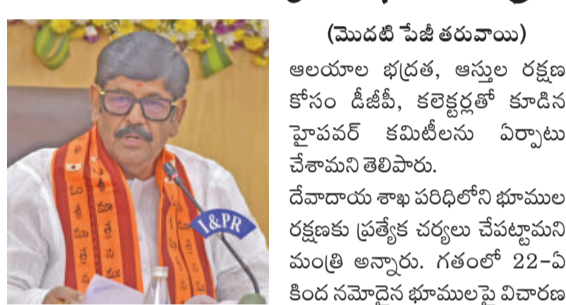 (మొదటి పేజీ తరువాయి)
ఆలయాల భద్రత, ఆస్తుల రక్షణ
కోసం డీజీపీ, కలెక్టర్లతో కూడిన
హైపవర్ కమిటీలను ఏర్పాటు
చేశామని తెలిపారు.
దేవాదాయ శాఖ పరిధిలోని భూముల
రక్షణకు ప్రత్యేక చర్యలు చేపట్టామని
మంత్రి అన్నారు. గతంలో 22-ఏ
కింద నమోదైన భూములపై విచారణ
I&PR